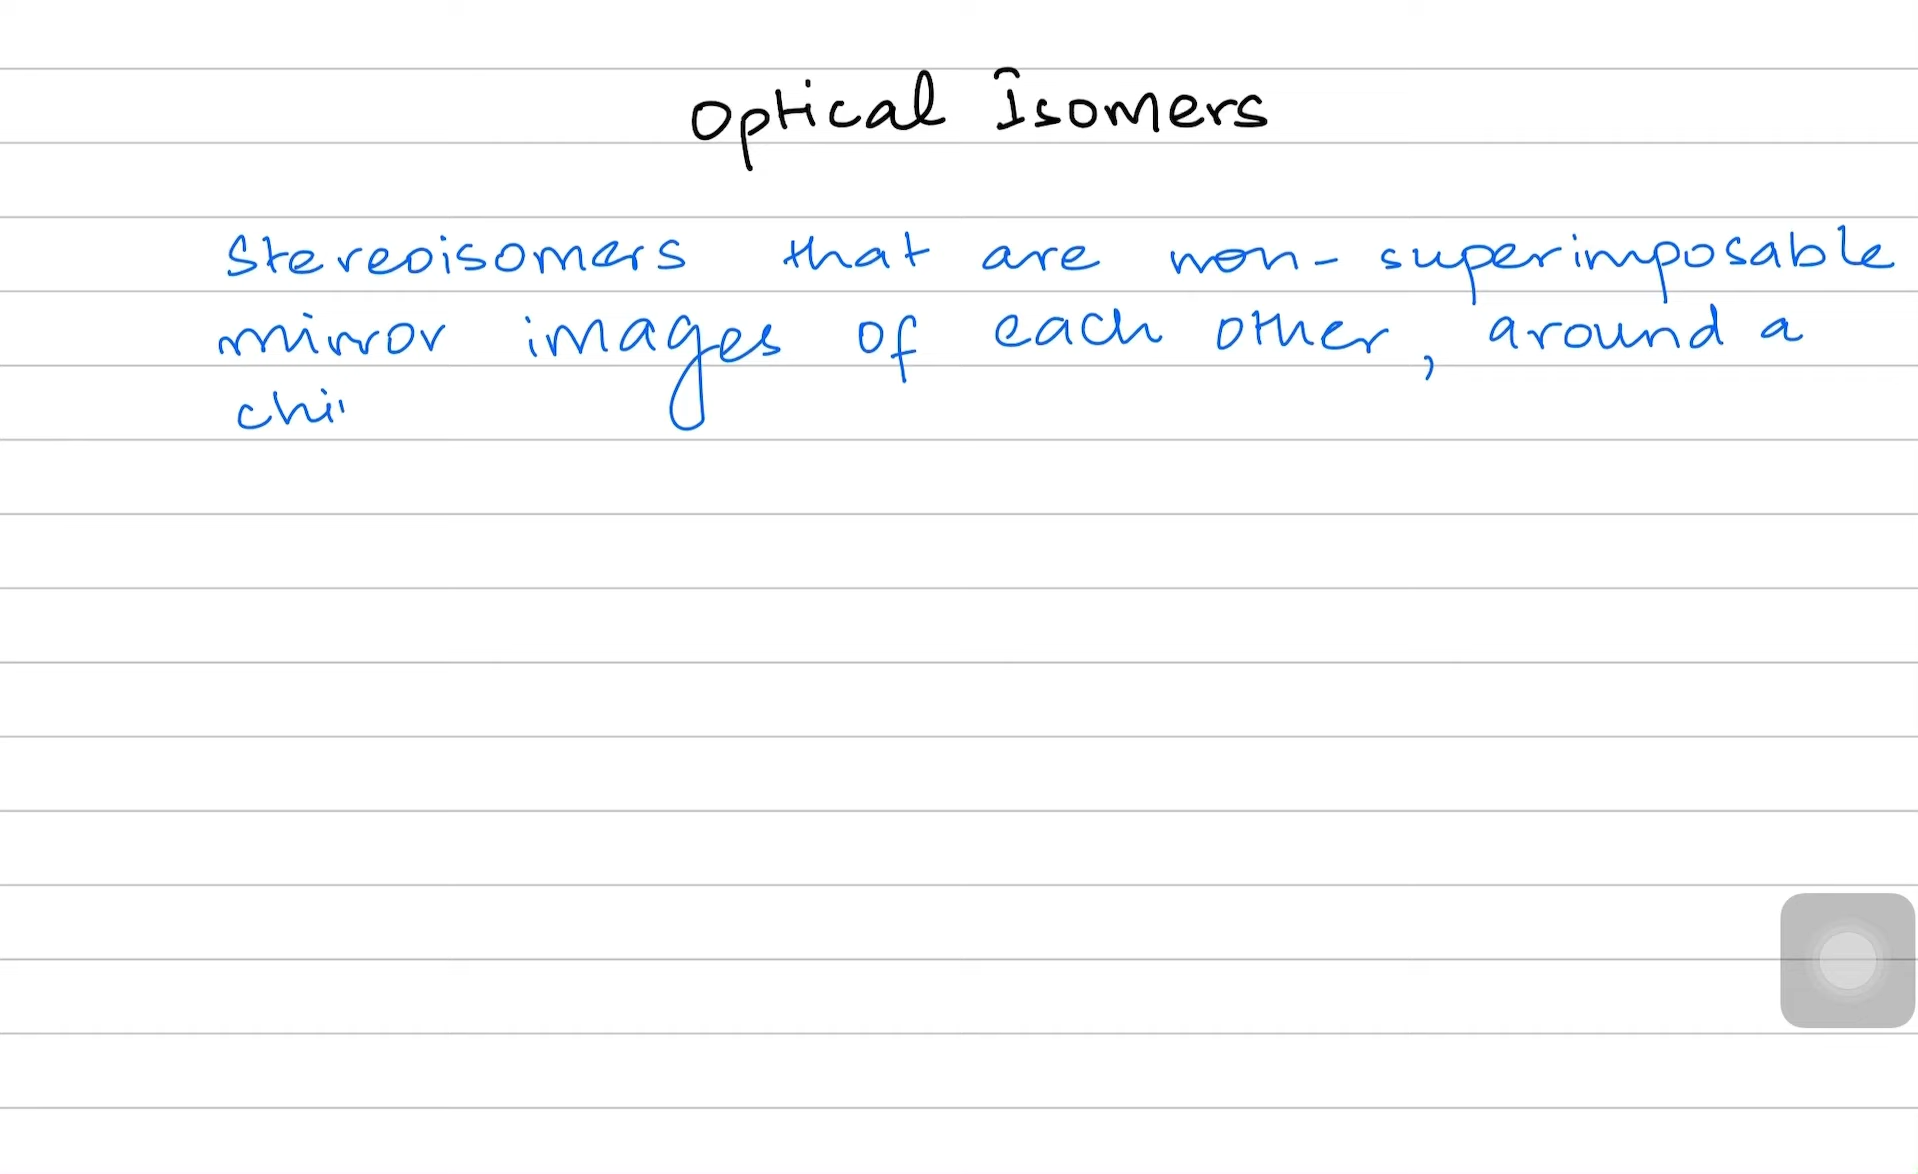 Optical Isomers
Stereoisomers that are non-superimposable
mirror images of each other, around a
chi